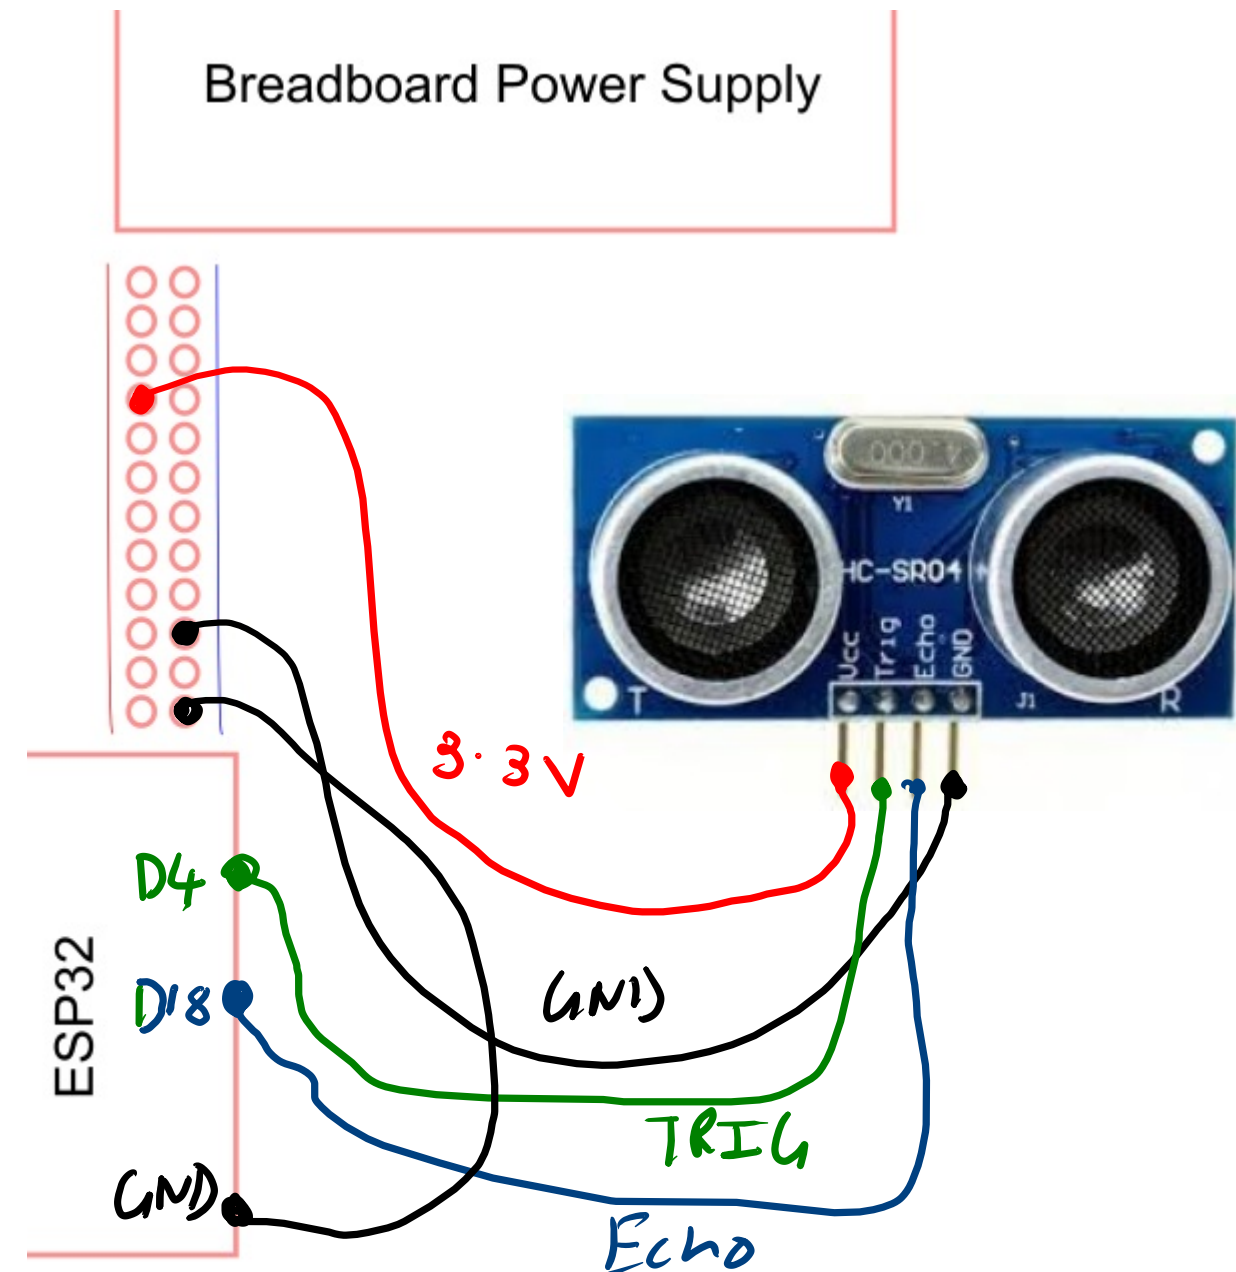 Breadboard Power Supply
Y1
HC-SR04
Vcc
Trig
Echo
GND
T
J1
R
3.3V
D4
D18
ESP32
GND
TRIG
GND
Echo